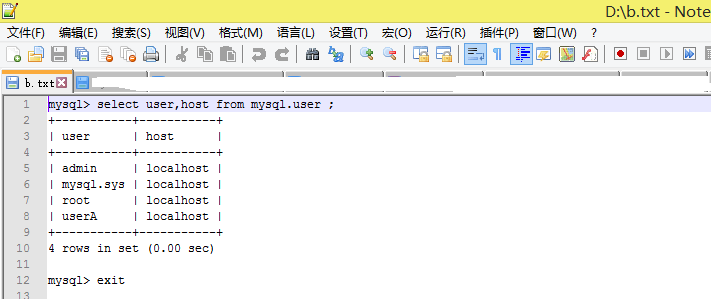 D:\b.txt - Note
文件(F) 编辑(E) 搜索(S) 视图(V) 格式(M) 语言(L) 设置(T) 宏(O) 运行(R) 插件(P) 窗口(W) ?
b.txt
1 mysql> select user,host from mysql.user ;
2 +-----------+-----------+
3 | user      | host      |
4 +-----------+-----------+
5 | admin     | localhost |
6 | mysql.sys | localhost |
7 | root      | localhost |
8 | userA     | localhost |
9 +-----------+-----------+
10 4 rows in set (0.00 sec)
11
12 mysql> exit
13